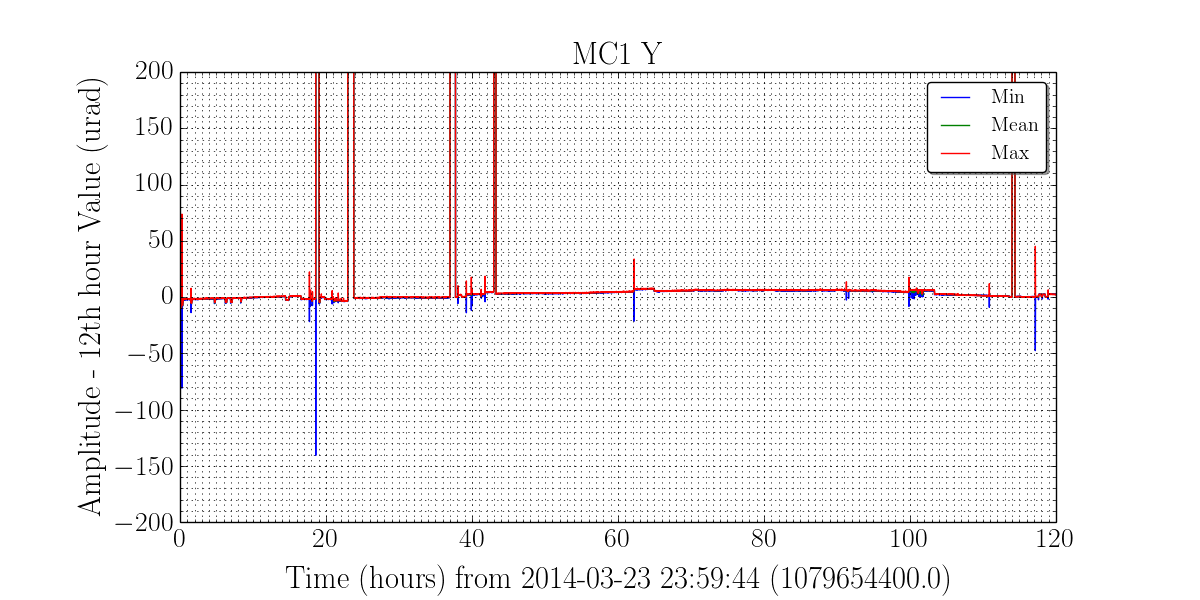 MC1 Y
200
150
100
50
0
−50
−100
−150
−200
Amplitude - 12th hour Value (urad)
Min
Mean
Max
0 20 40 60 80 100 120
Time (hours) from 2014-03-23 23:59:44 (1079654400.0)